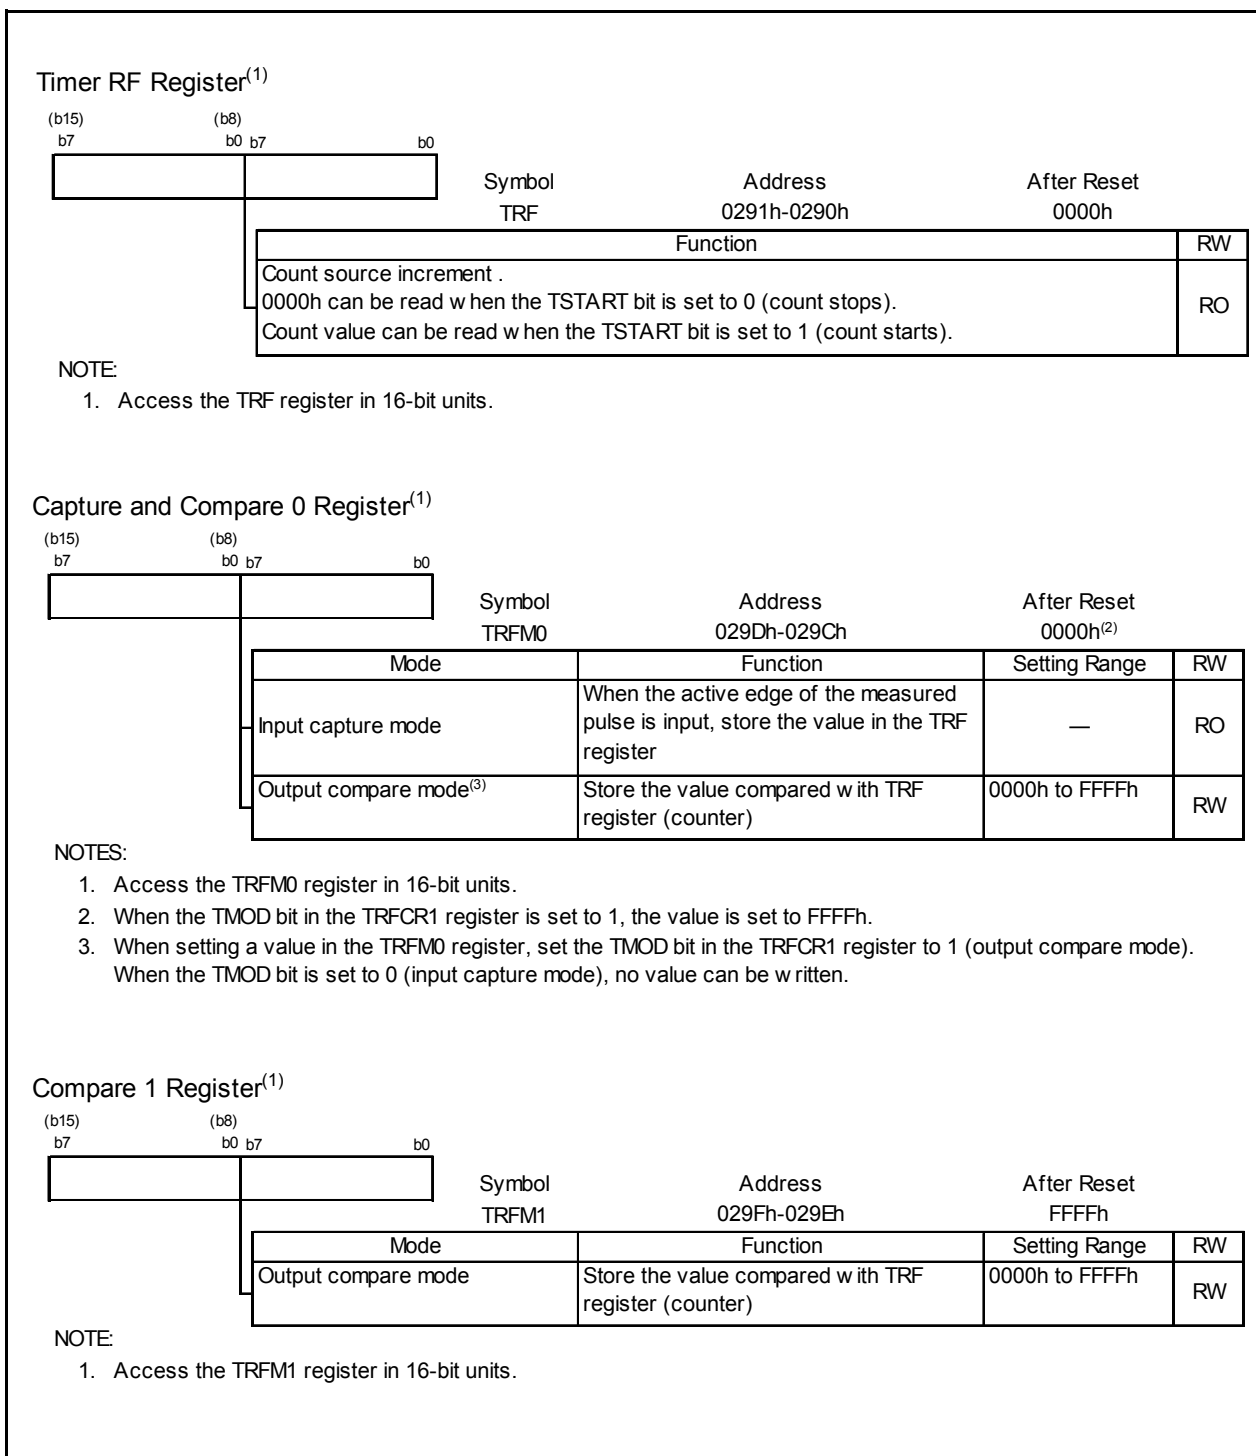 Timer RF Register(1)
(b15) (b8)
b7 b0 b7 b0
Symbol Address After Reset
TRF 0291h-0290h 0000h
Function RW
Count source increment .
0000h can be read w hen the TSTART bit is set to 0 (count stops).
Count value can be read w hen the TSTART bit is set to 1 (count starts).
RO
NOTE:
1. Access the TRF register in 16-bit units.
Capture and Compare 0 Register(1)
(b15) (b8)
b7 b0 b7 b0
Symbol Address After Reset
TRFM0 029Dh-029Ch 0000h(2)
Mode Function Setting Range RW
Input capture mode
When the active edge of the measured
pulse is input, store the value in the TRF
register
— RO
Output compare mode(3)
Store the value compared w ith TRF
register (counter)
0000h to FFFFh
RW
NOTES:
1. Access the TRFM0 register in 16-bit units.
2. When the TMOD bit in the TRFCR1 register is set to 1, the value is set to FFFFh.
3. When setting a value in the TRFM0 register, set the TMOD bit in the TRFCR1 register to 1 (output compare mode).
When the TMOD bit is set to 0 (input capture mode), no value can be w ritten.
Compare 1 Register(1)
(b15) (b8)
b7 b0 b7 b0
Symbol Address After Reset
TRFM1 029Fh-029Eh FFFFh
Mode Function Setting Range RW
Output compare mode
Store the value compared w ith TRF
register (counter)
0000h to FFFFh
RW
NOTE:
1. Access the TRFM1 register in 16-bit units.